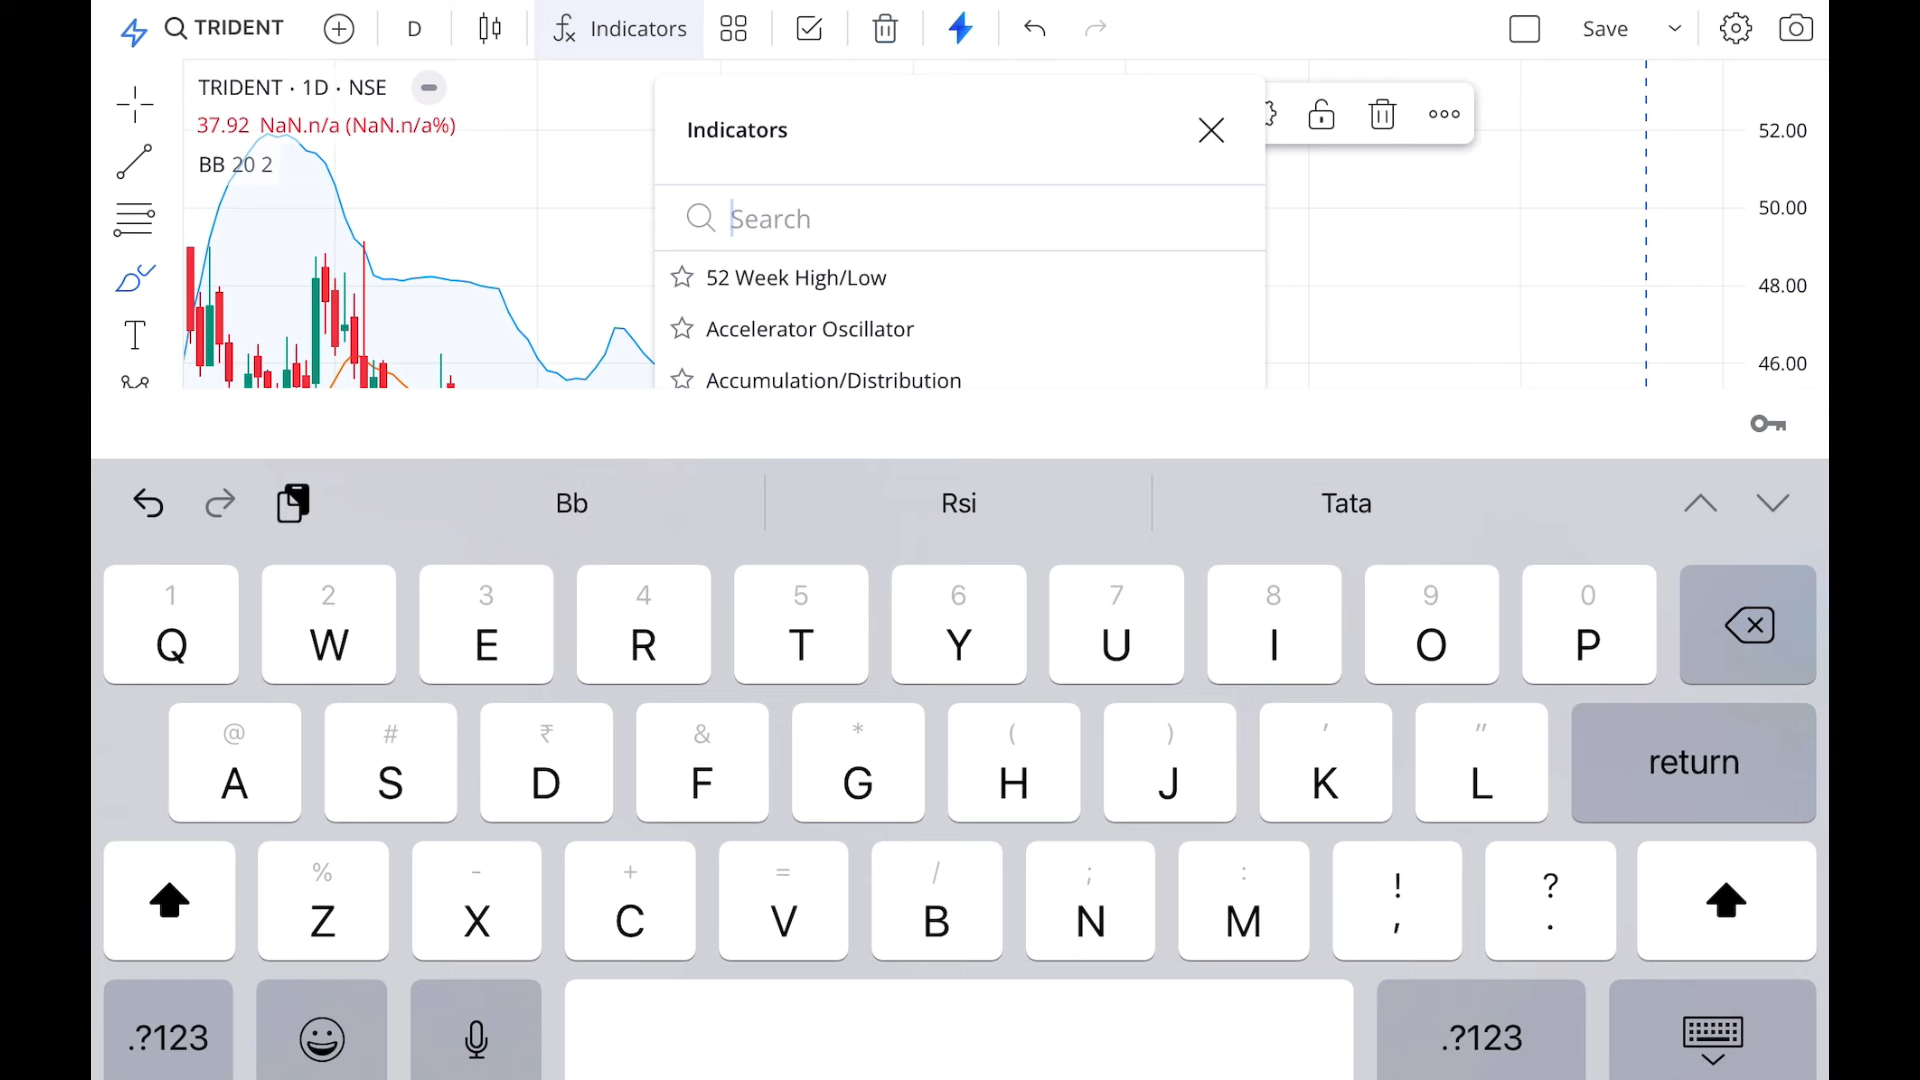 TRIDENT
D
Indicators
Save
TRIDENT · 1D · NSE
37.92 NaN.n/a (NaN.n/a%)
BB 20 2
Indicators
Search
52 Week High/Low
Accelerator Oscillator
Accumulation/Distribution
52.00
50.00
48.00
46.00
Bb Rsi Tata
1 2 3 4 5 6 7 8 9 0
Q W E R T Y U I O P
@ # ₹ & * ( ) ' "
A S D F G H J K L return
% - + = / ; : ! ?
Z X C V B N M , .
.?123 .?123